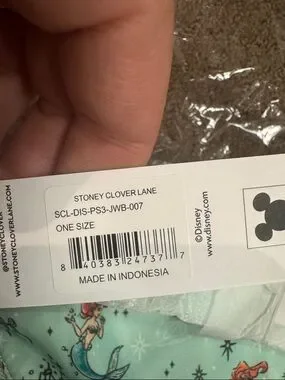 @STONEYCLOVER
WWW.STONEYCLOVERLANE.COM
STONEY CLOVER LANE
SCL-DIS-PS3-JWB-007
ONE SIZE
8 40383 24737 7
MADE IN INDONESIA
©Disney
www.disney.com